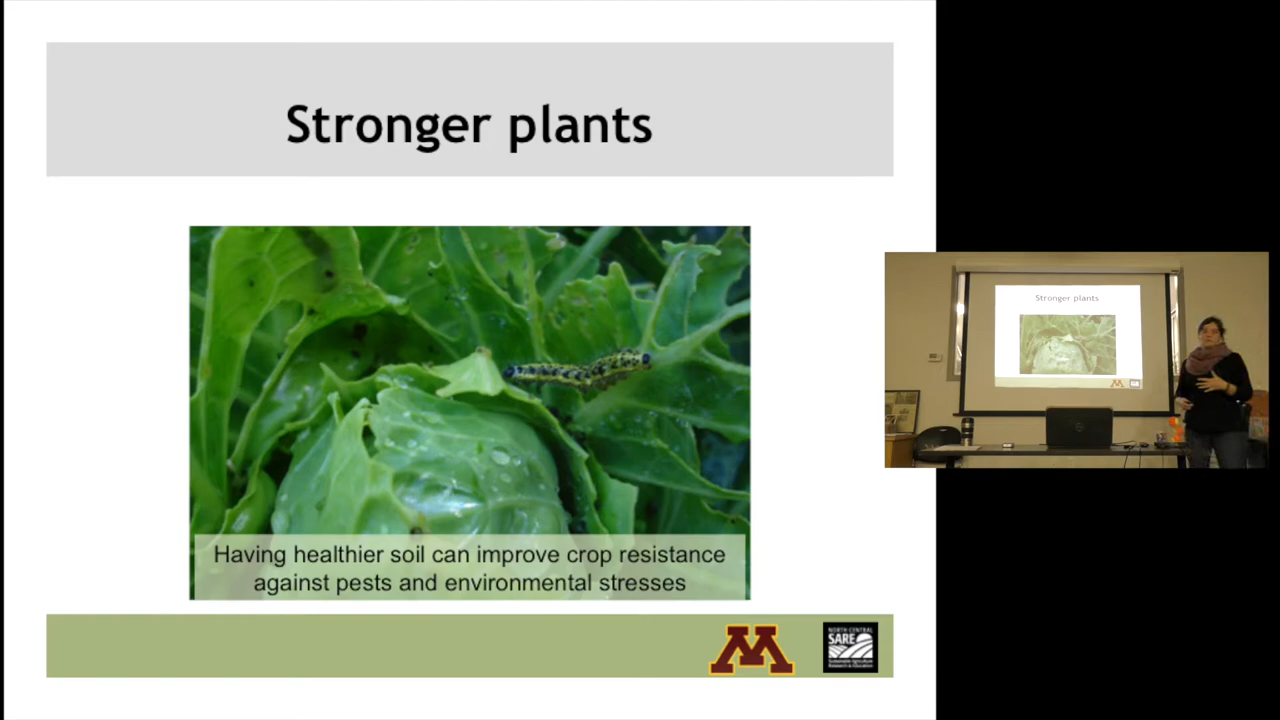 Stronger plants
Having healthier soil can improve crop resistance
against pests and environmental stresses
M
NORTH CENTRAL
SARE
Sustainable Agriculture
Research & Education
Stronger plants
M